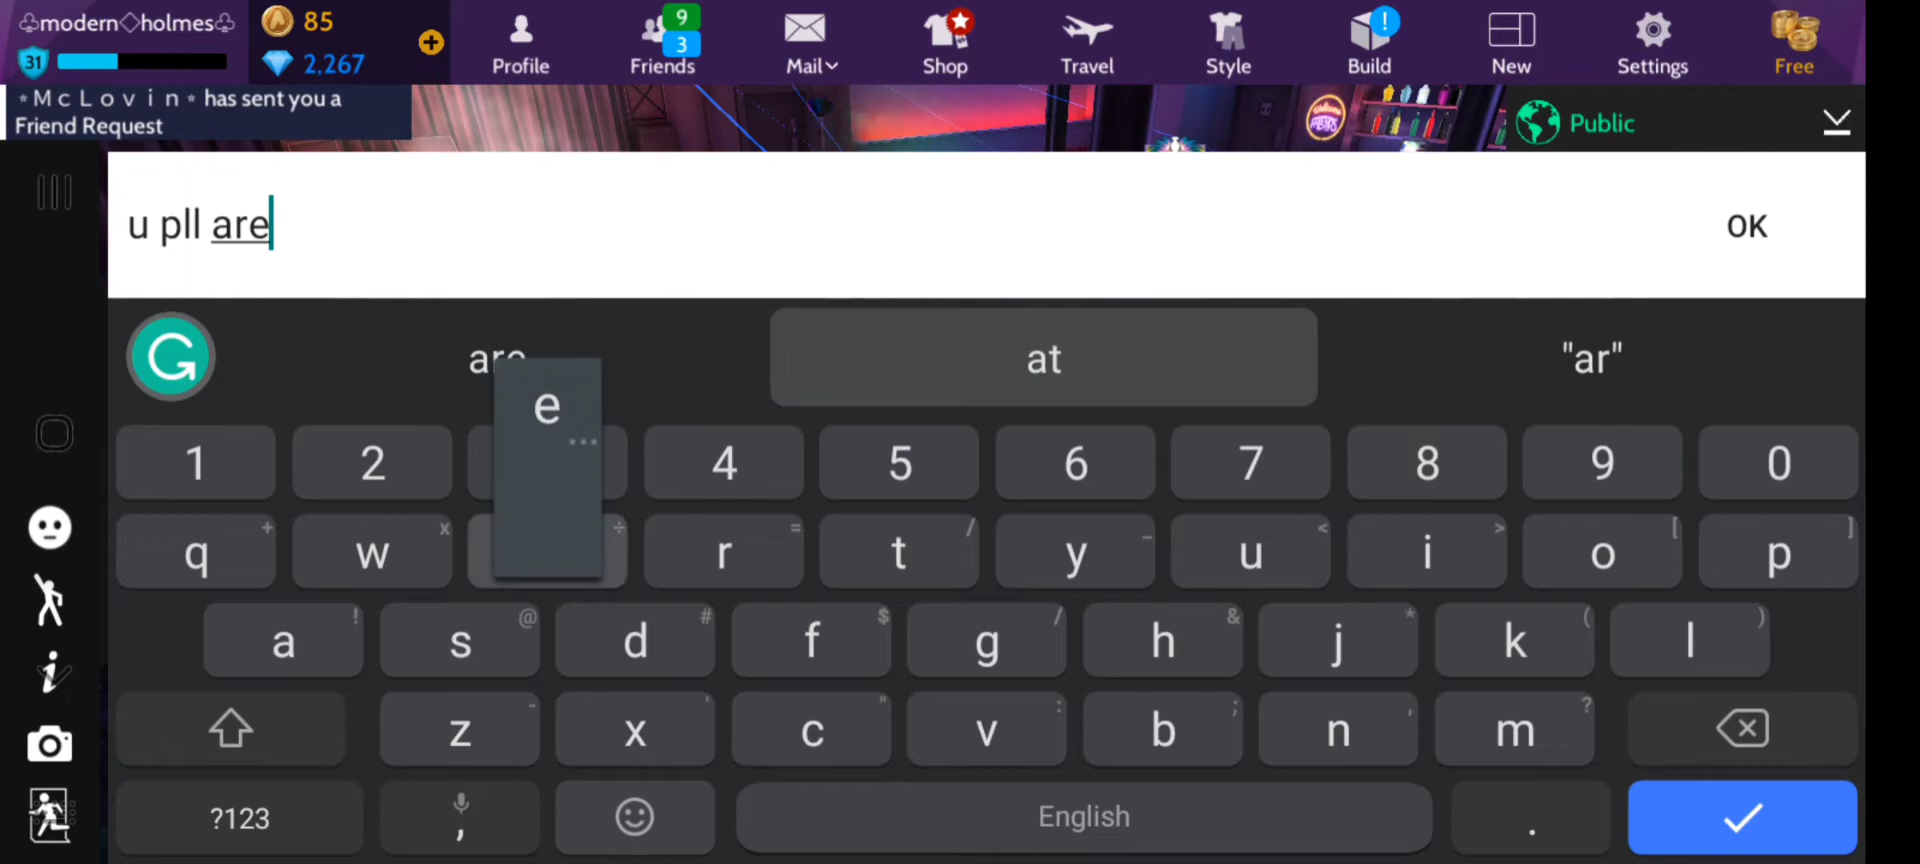 ♧modern◇holmes♧
31
85
2,267
Profile
9
3
Friends
Mail
Shop
Travel
Style
!
Build
New
Settings
Free
⋆M c L o v i n⋆ has sent you a
Friend Request
Public
u pll are
OK
are
at
"ar"
e
1 2 4 5 6 7 8 9 0
q + w x ÷ r = t / y _ u < i > o [ p ]
a ! s @ d # f $ g / h & j * k ( l )
z - x ' c " v : b ; n , m ?
?123 , English .